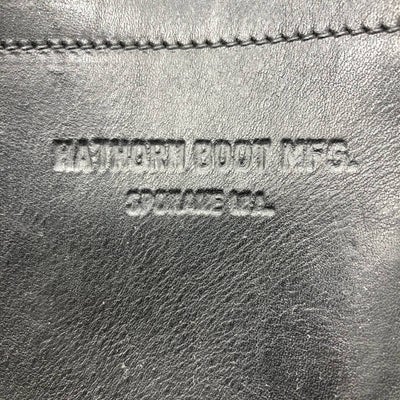 HATHORN BOOT MFG.
SPOKANE WA.